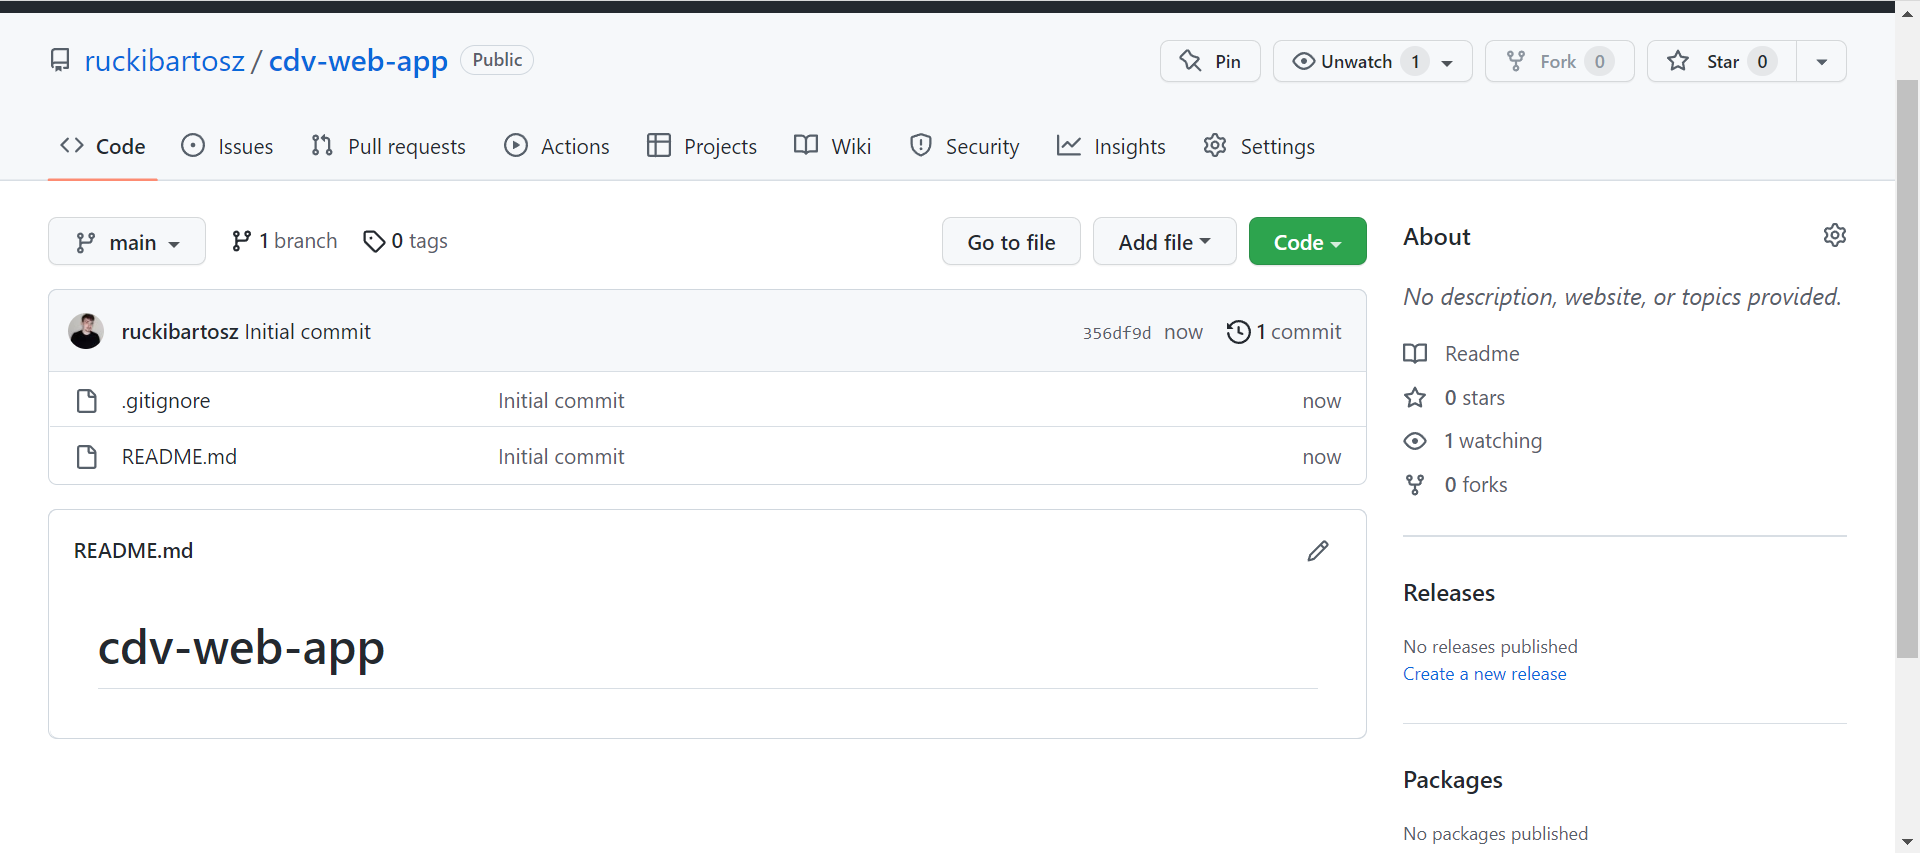 ruckibartosz / cdv-web-app Public
Pin Unwatch 1 Fork 0 Star 0
Code Issues Pull requests Actions Projects Wiki Security Insights Settings
main 1 branch 0 tags Go to file Add file Code
ruckibartosz Initial commit 356df9d now 1 commit
.gitignore Initial commit now
README.md Initial commit now
README.md
cdv-web-app
About
No description, website, or topics provided.
Readme
0 stars
1 watching
0 forks
Releases
No releases published
Create a new release
Packages
No packages published